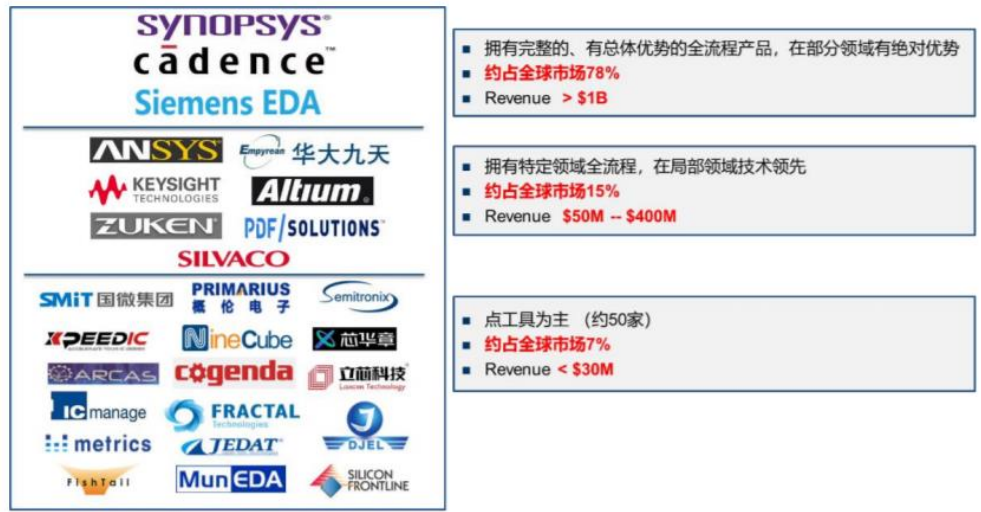 SYNOPSYS®
cādence™
Siemens EDA
■ 拥有完整的、有总体优势的全流程产品，在部分领域有绝对优势
■ 约占全球市场78%
■ Revenue > $1B
ANSYS Empyrean 华大九天
KEYSIGHT TECHNOLOGIES Altium.
ZUKEN® PDF/SOLUTIONS™
SILVACO
■ 拥有特定领域全流程，在局部领域技术领先
■ 约占全球市场15%
■ Revenue $50M -- $400M
SMiT 国微集团 PRIMARIUS 概伦电子 Semitronix
XPEEDIC NineCube 芯华章
ARCAS cogenda 立芯科技 Leacon Technology
IC manage FRACTAL Technologies J DJEL
metrics JEDAT
FishTail MunEDA SILICON FRONTLINE
■ 点工具为主 （约50家）
■ 约占全球市场7%
■ Revenue < $30M